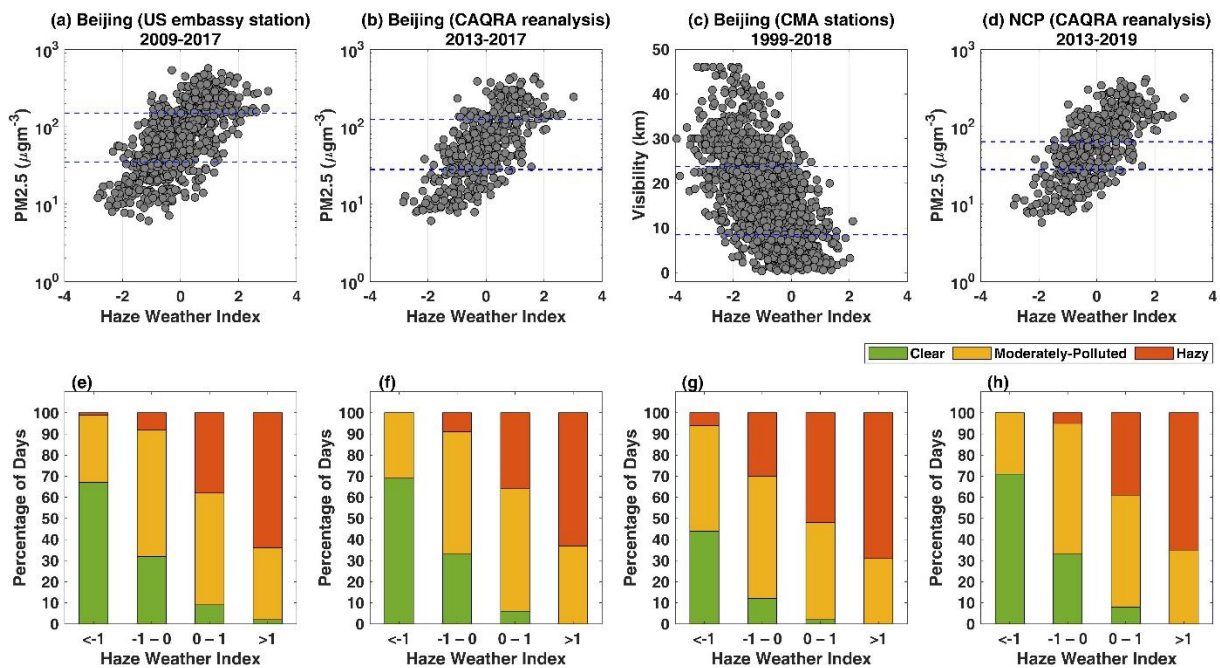 (a) Beijing (US embassy station)
2009-2017
10³
10²
10¹
10⁰
PM2.5 (μgm⁻³)
-4 -2 0 2 4
Haze Weather Index
(b) Beijing (CAQRA reanalysis)
2013-2017
10³
10²
10¹
10⁰
PM2.5 (μgm⁻³)
-4 -2 0 2 4
Haze Weather Index
(c) Beijing (CMA stations)
1999-2018
50
40
30
20
10
0
Visibility (km)
-4 -2 0 2 4
Haze Weather Index
(d) NCP (CAQRA reanalysis)
2013-2019
10³
10²
10¹
10⁰
PM2.5 (μgm⁻³)
-4 -2 0 2 4
Haze Weather Index
Clear Moderately-Polluted Hazy
(e)
100
90
80
70
60
50
40
30
20
10
0
Percentage of Days
<-1 -1 – 0 0 – 1 >1
Haze Weather Index
(f)
100
90
80
70
60
50
40
30
20
10
0
Percentage of Days
<-1 -1 – 0 0 – 1 >1
Haze Weather Index
(g)
100
90
80
70
60
50
40
30
20
10
0
Percentage of Days
<-1 -1 – 0 0 – 1 >1
Haze Weather Index
(h)
100
90
80
70
60
50
40
30
20
10
0
Percentage of Days
<-1 -1 – 0 0 – 1 >1
Haze Weather Index